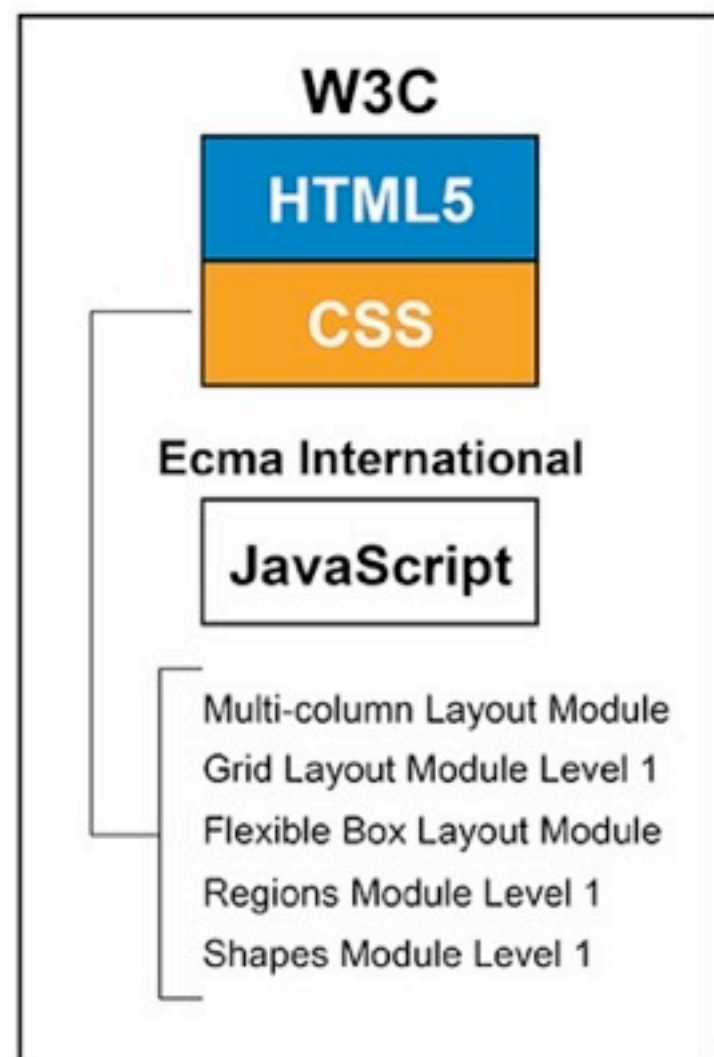 W3C
HTML5
CSS
Ecma International
JavaScript
Multi-column Layout Module
Grid Layout Module Level 1
Flexible Box Layout Module
Regions Module Level 1
Shapes Module Level 1